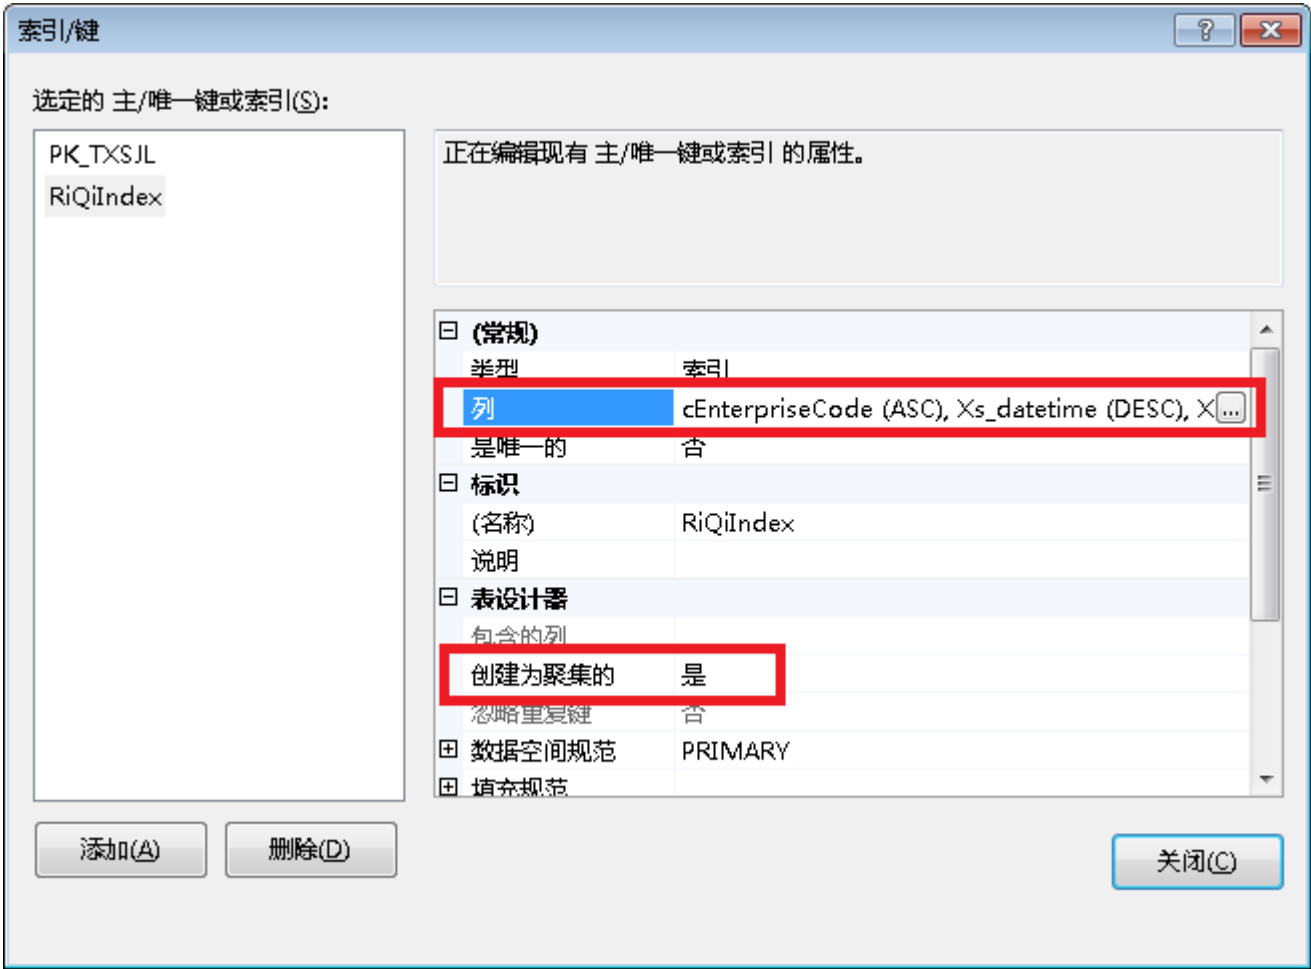 索引/键
选定的 主/唯一键或索引(S):
PK_TXSJL
RiQiIndex
正在编辑现有 主/唯一键或索引 的属性。
(常规)
类型 索引
列 cEnterpriseCode (ASC), Xs_datetime (DESC), X ...
是唯一的 否
标识
(名称) RiQiIndex
说明
表设计器
包含的列
创建为聚集的 是
忽略重复键 否
数据空间规范 PRIMARY
填充规范
添加(A) 删除(D)
关闭(C)